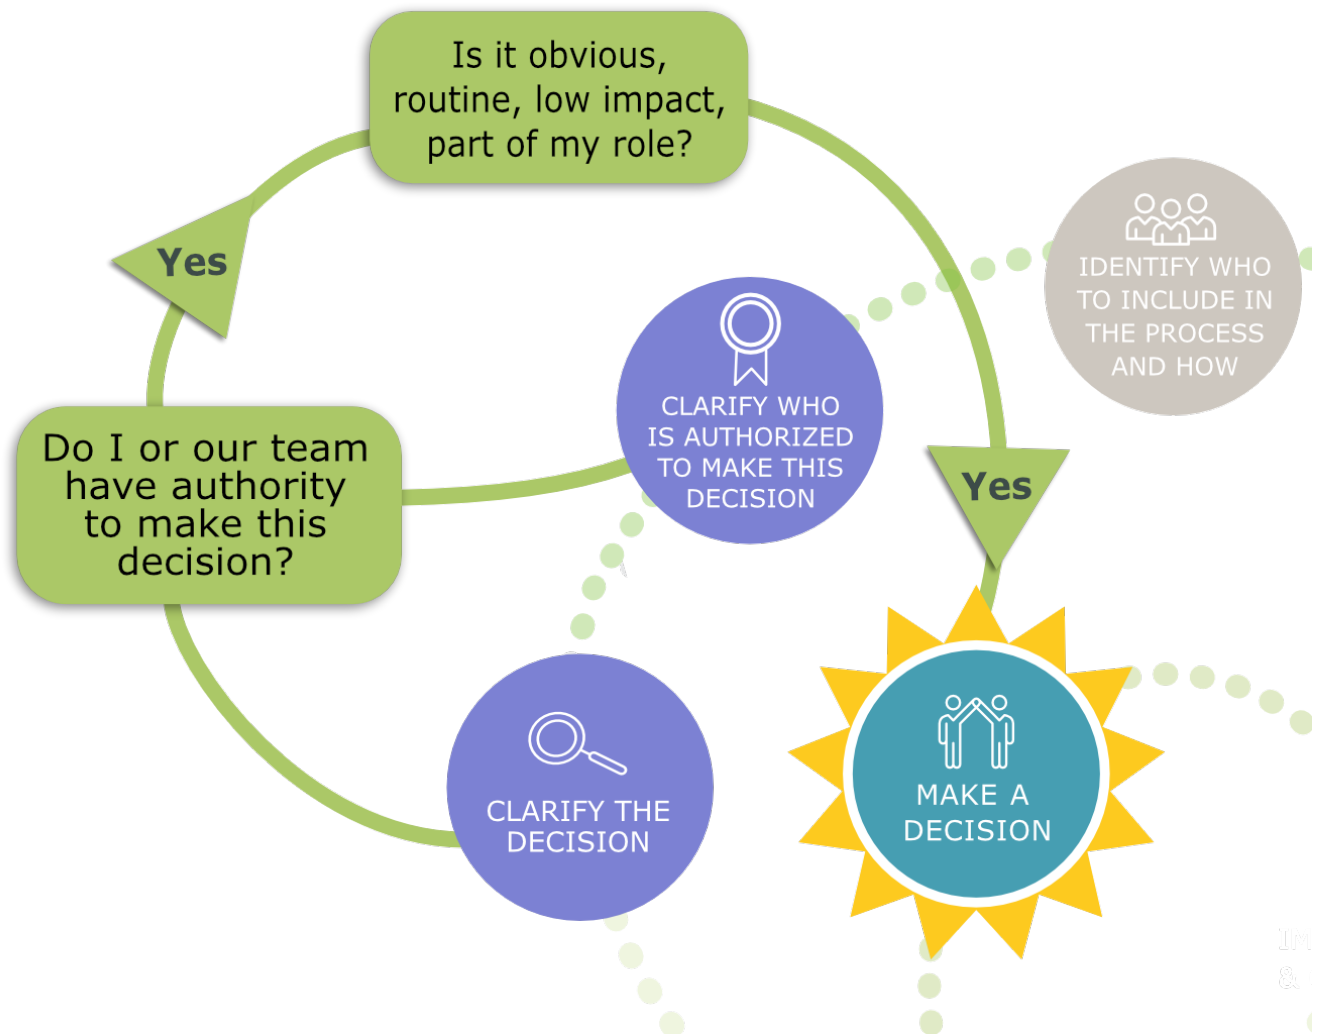 Is it obvious,
routine, low impact,
part of my role?
Yes
IDENTIFY WHO
TO INCLUDE IN
THE PROCESS
AND HOW
CLARIFY WHO
IS AUTHORIZED
TO MAKE THIS
DECISION
Do I or our team
have authority
to make this
decision?
Yes
CLARIFY THE
DECISION
MAKE A
DECISION
&